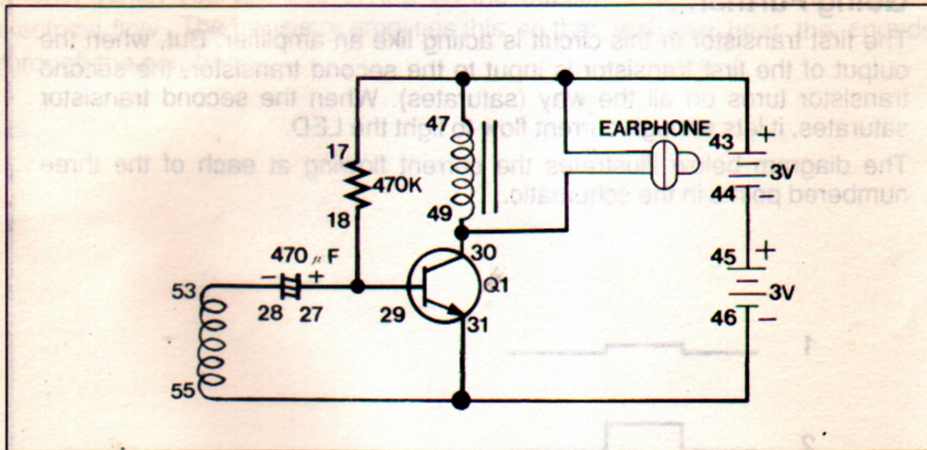 Going Further
The first transistor in this circuit is acting like an amplifier. But, when the
output of the first transistor is input to the second transistor, the second
transistor turns on all the way (saturates). When the second transistor
saturates, it lets current flow to light the LED
The diagram below illustrates the current flowing at each of the three
numbered points in the schematic.
47
EARPHONE
43 +
17
470K
3V
44
18
49
30
470 μF
45 +
− +
Q1
53
3V
28 27
29
31
46 −
55
1
2